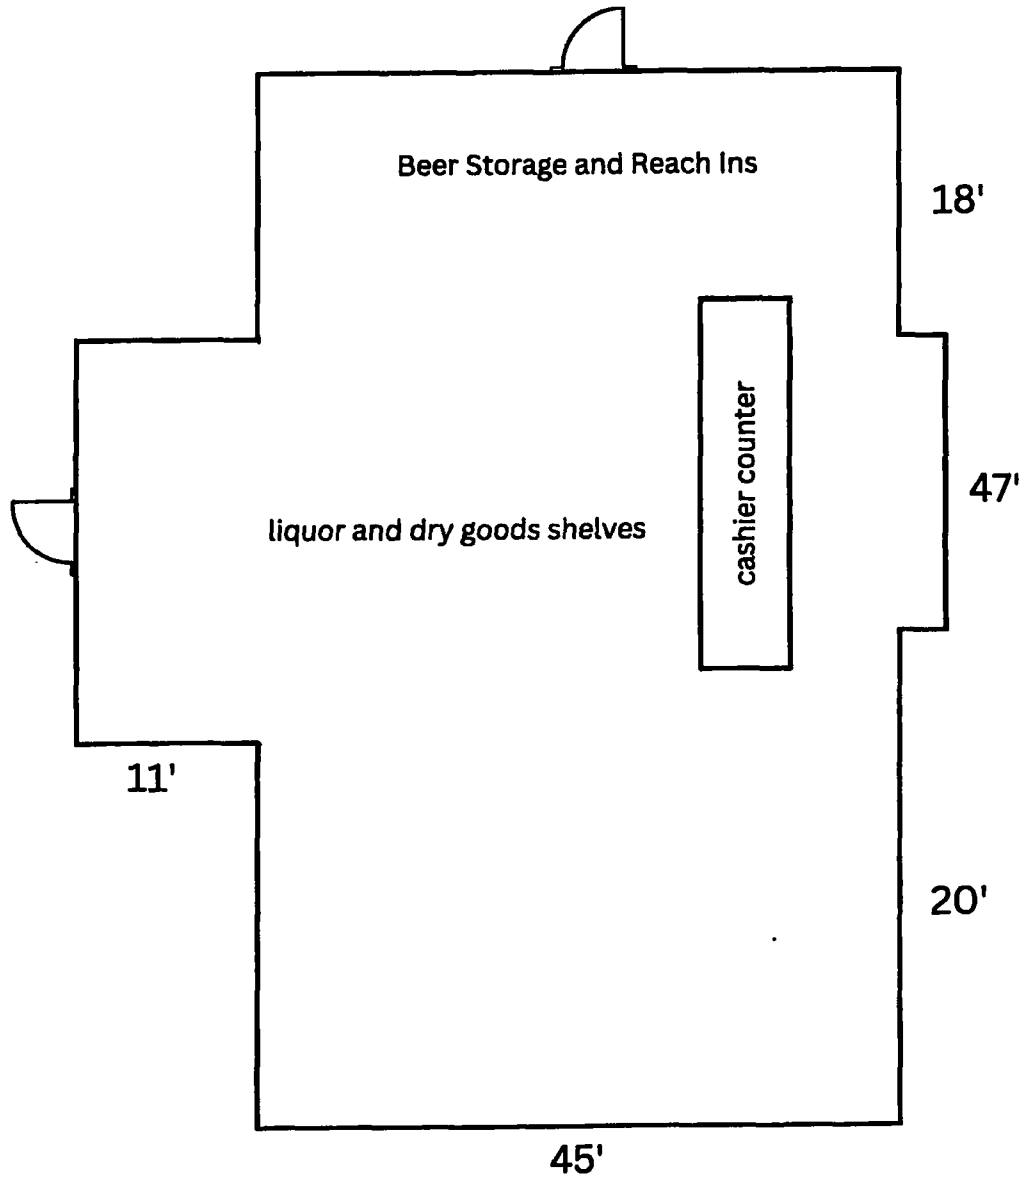 Beer Storage and Reach Ins
18'
cashier counter
47'
liquor and dry goods shelves
11'
20'
45'